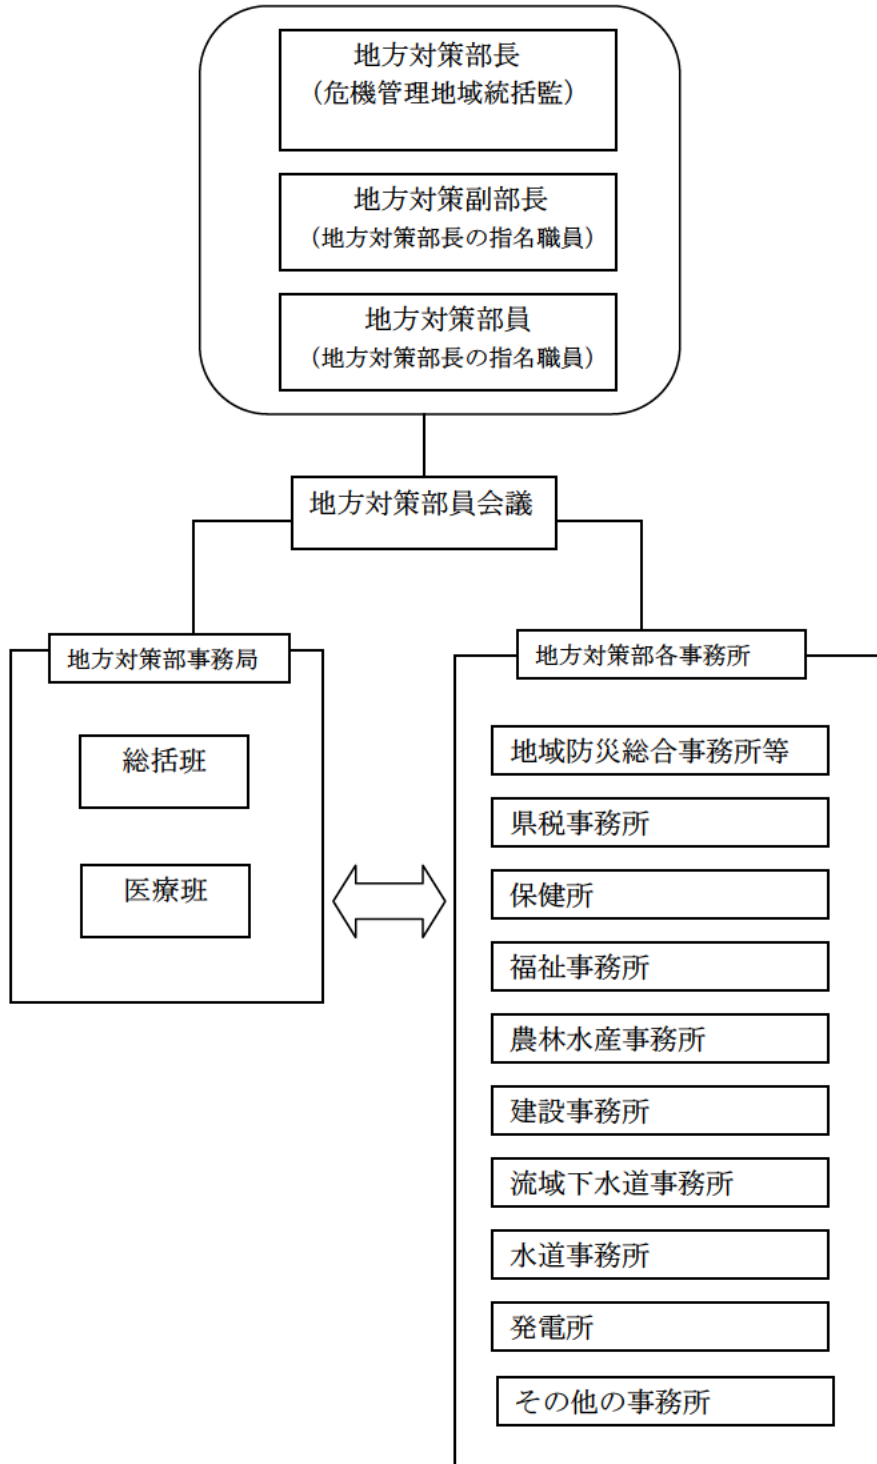 地方対策部長
（危機管理地域統括監）
地方対策副部長
（地方対策部長の指名職員）
地方対策部員
（地方対策部長の指名職員）
地方対策部員会議
地方対策部事務局
総括班
医療班
地方対策部各事務所
地域防災総合事務所等
県税事務所
保健所
福祉事務所
農林水産事務所
建設事務所
流域下水道事務所
水道事務所
発電所
その他の事務所